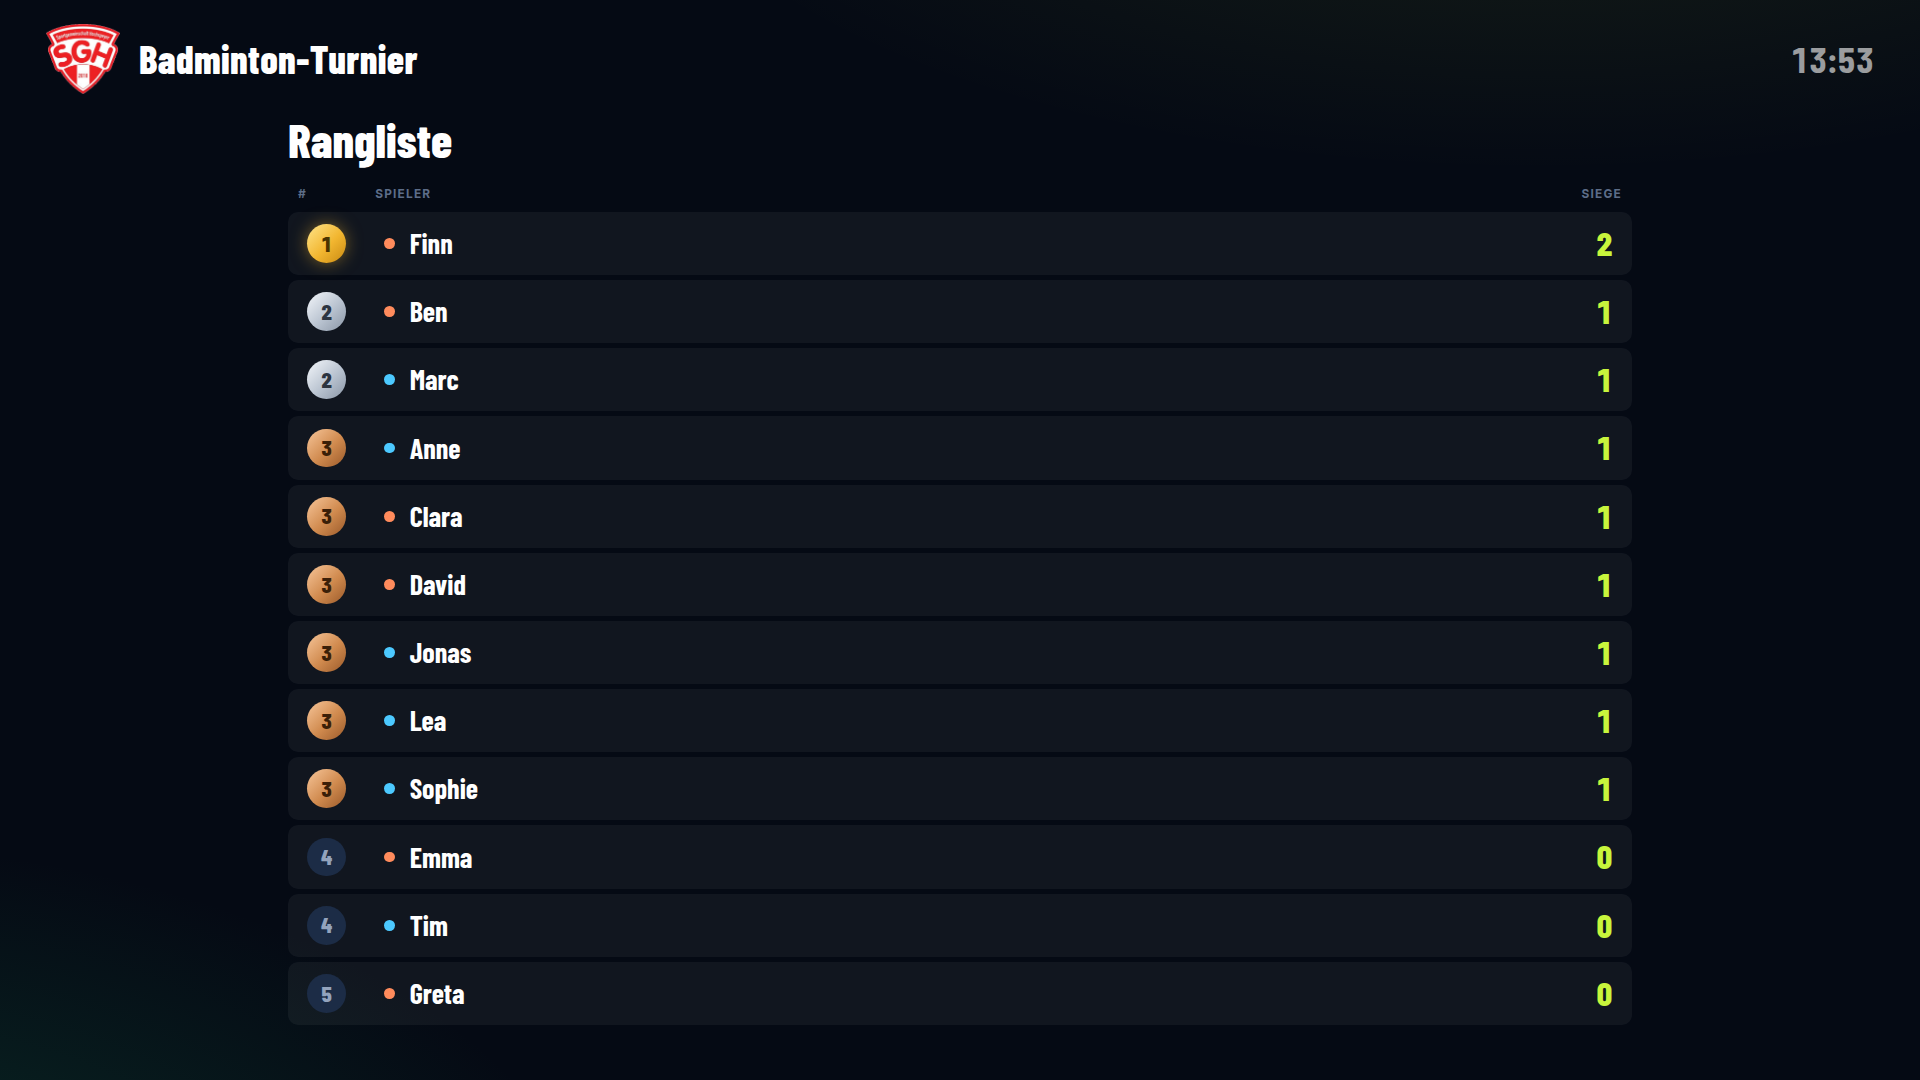 SGH
Badminton-Turnier
13:53
Rangliste
# SPIELER SIEGE
1 Finn 2
2 Ben 1
2 Marc 1
3 Anne 1
3 Clara 1
3 David 1
3 Jonas 1
3 Lea 1
3 Sophie 1
4 Emma 0
4 Tim 0
5 Greta 0